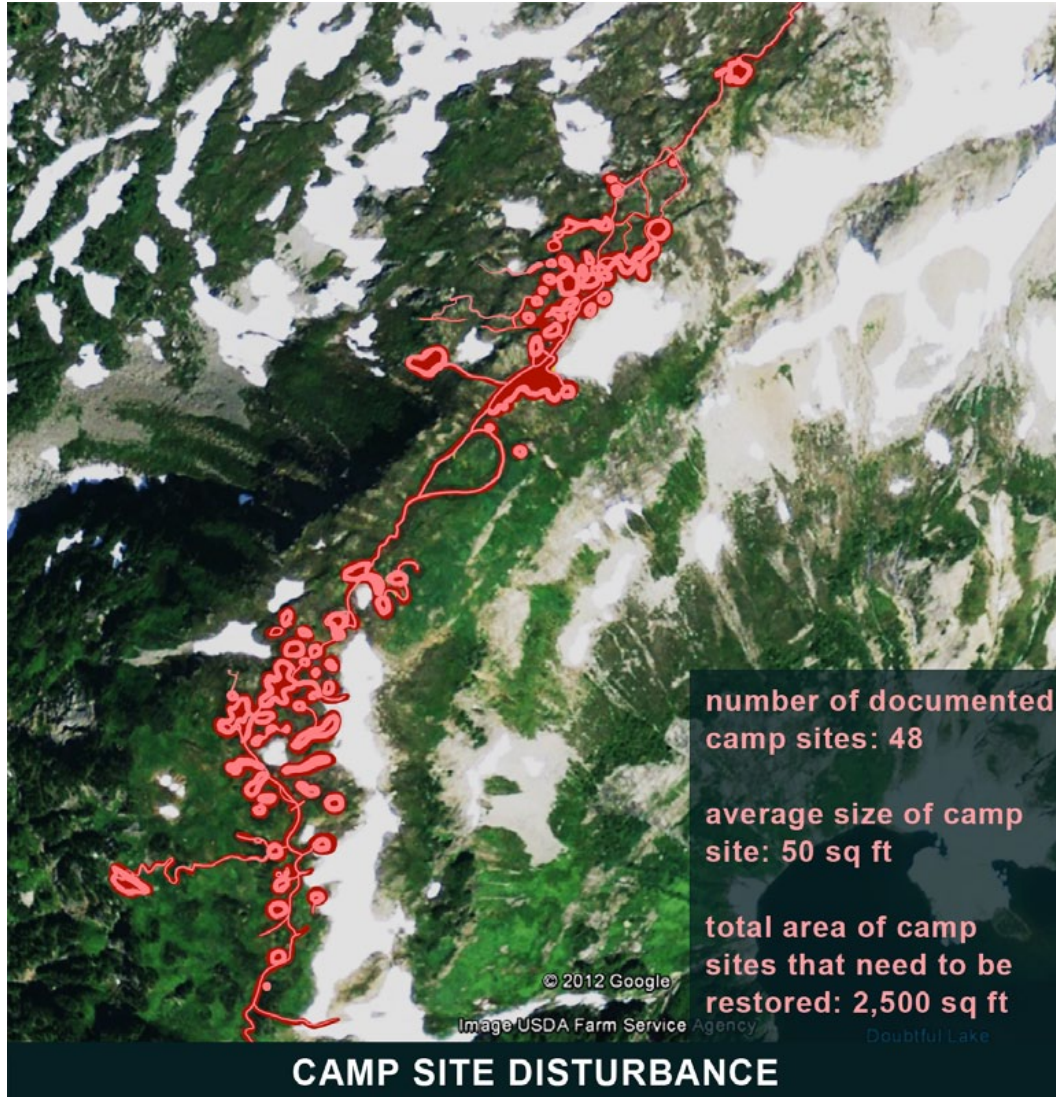 number of documented
camp sites: 48
average size of camp
site: 50 sq ft
total area of camp
sites that need to be
restored: 2,500 sq ft
© 2012 Google
Image USDA Farm Service Agency
Doubtful Lake
CAMP SITE DISTURBANCE